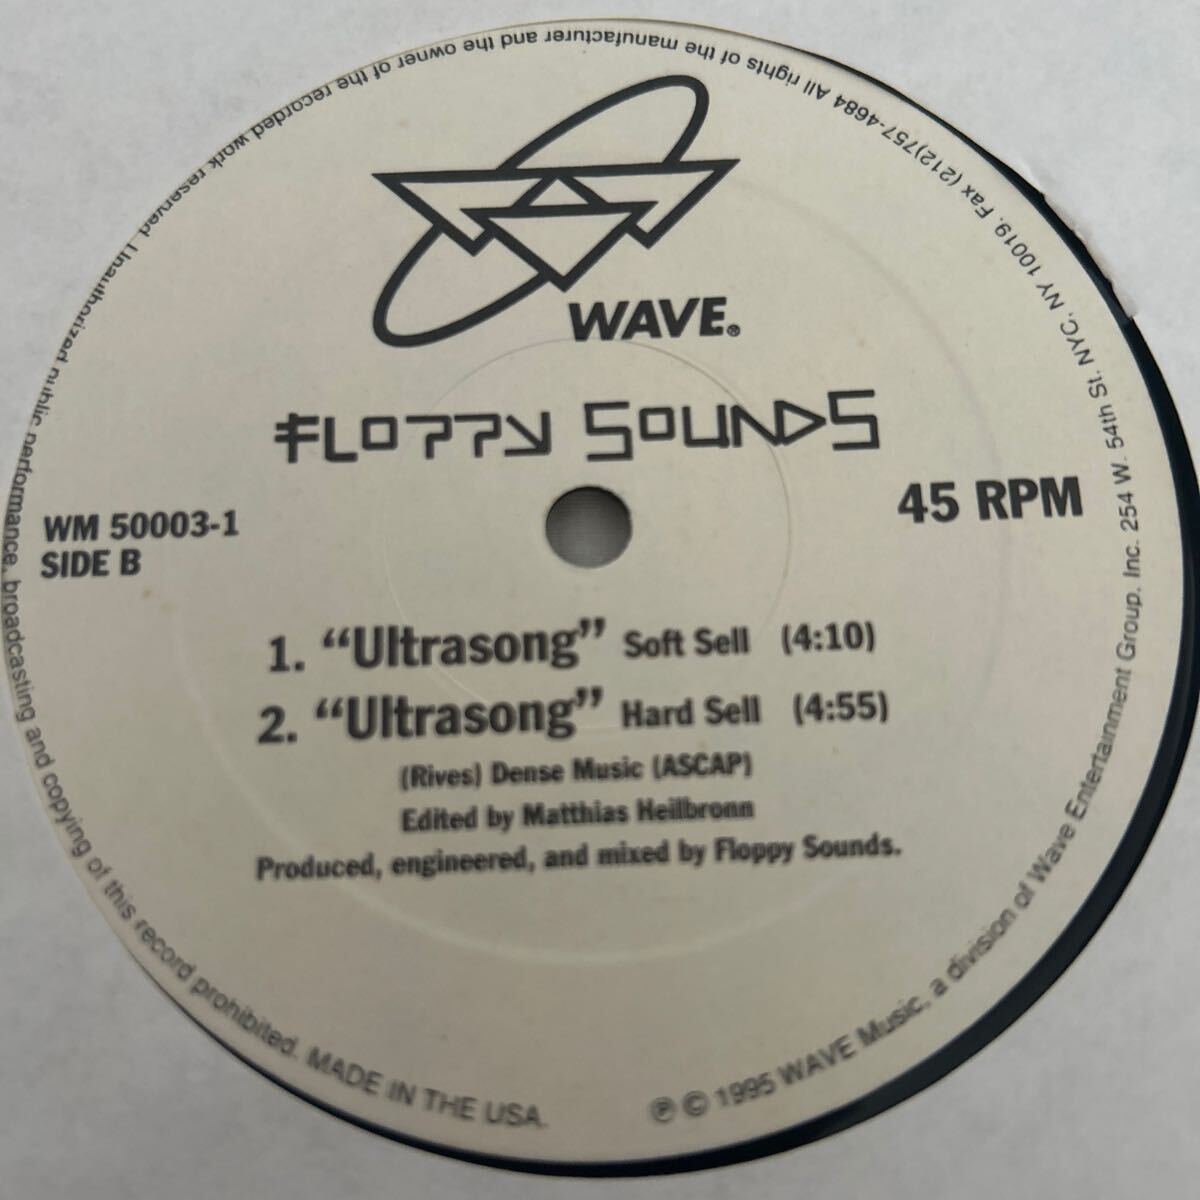 WAVE®
FLOPPY SOUNDS
WM 50003-1
SIDE B
45 RPM
1. “Ultrasong” Soft Sell (4:10)
2. “Ultrasong” Hard Sell (4:55)
(Rives) Dense Music (ASCAP)
Edited by Matthias Heilbronn
Produced, engineered, and mixed by Floppy Sounds.
℗ © 1995 WAVE Music, a division of Wave Entertainment Group, Inc. 254 W. 54th St. NYC, NY 10019. Fax (212)757-4684 All rights of the manufacturer and the owner of the recorded work reserved. Unauthorized public performance, broadcasting and copying of this record prohibited. MADE IN THE USA.